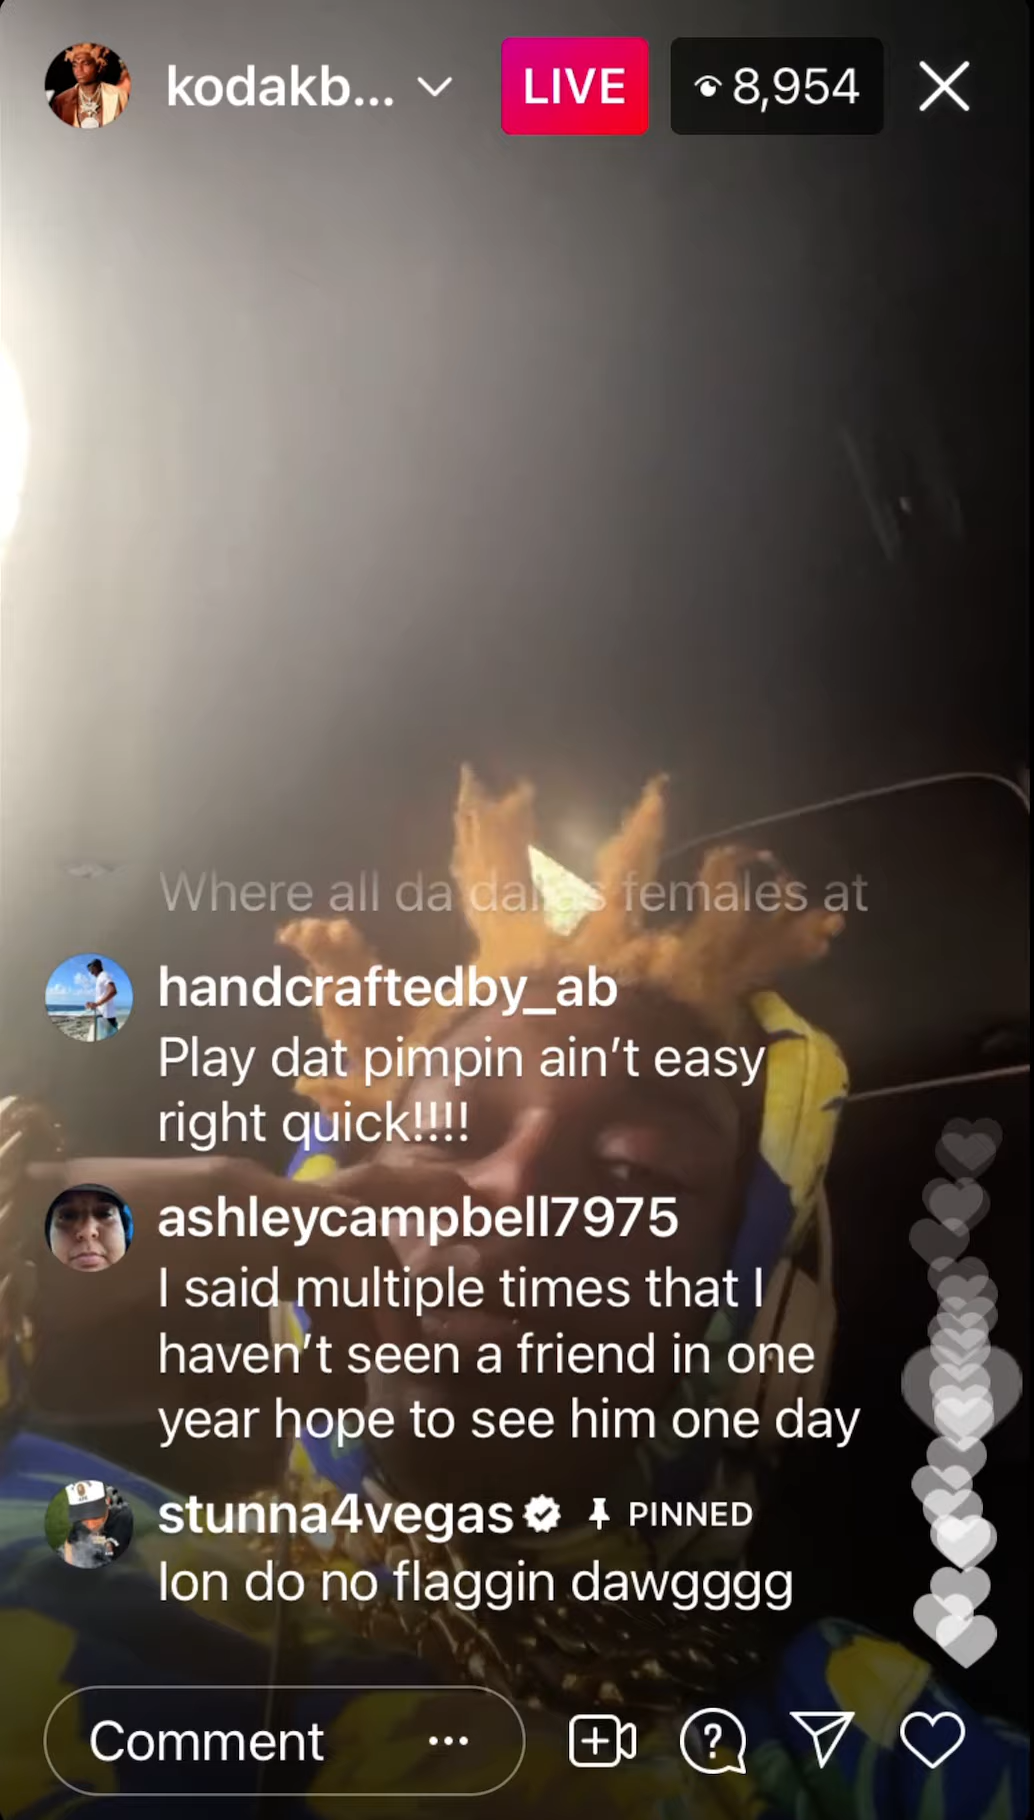 kodakb...
LIVE
8,954
Where all da dallas females at
handcraftedby_ab
Play dat pimpin ain’t easy
right quick!!!!
ashleycampbell7975
I said multiple times that I
haven’t seen a friend in one
year hope to see him one day
stunna4vegas PINNED
Ion do no flaggin dawgggg
Comment ...